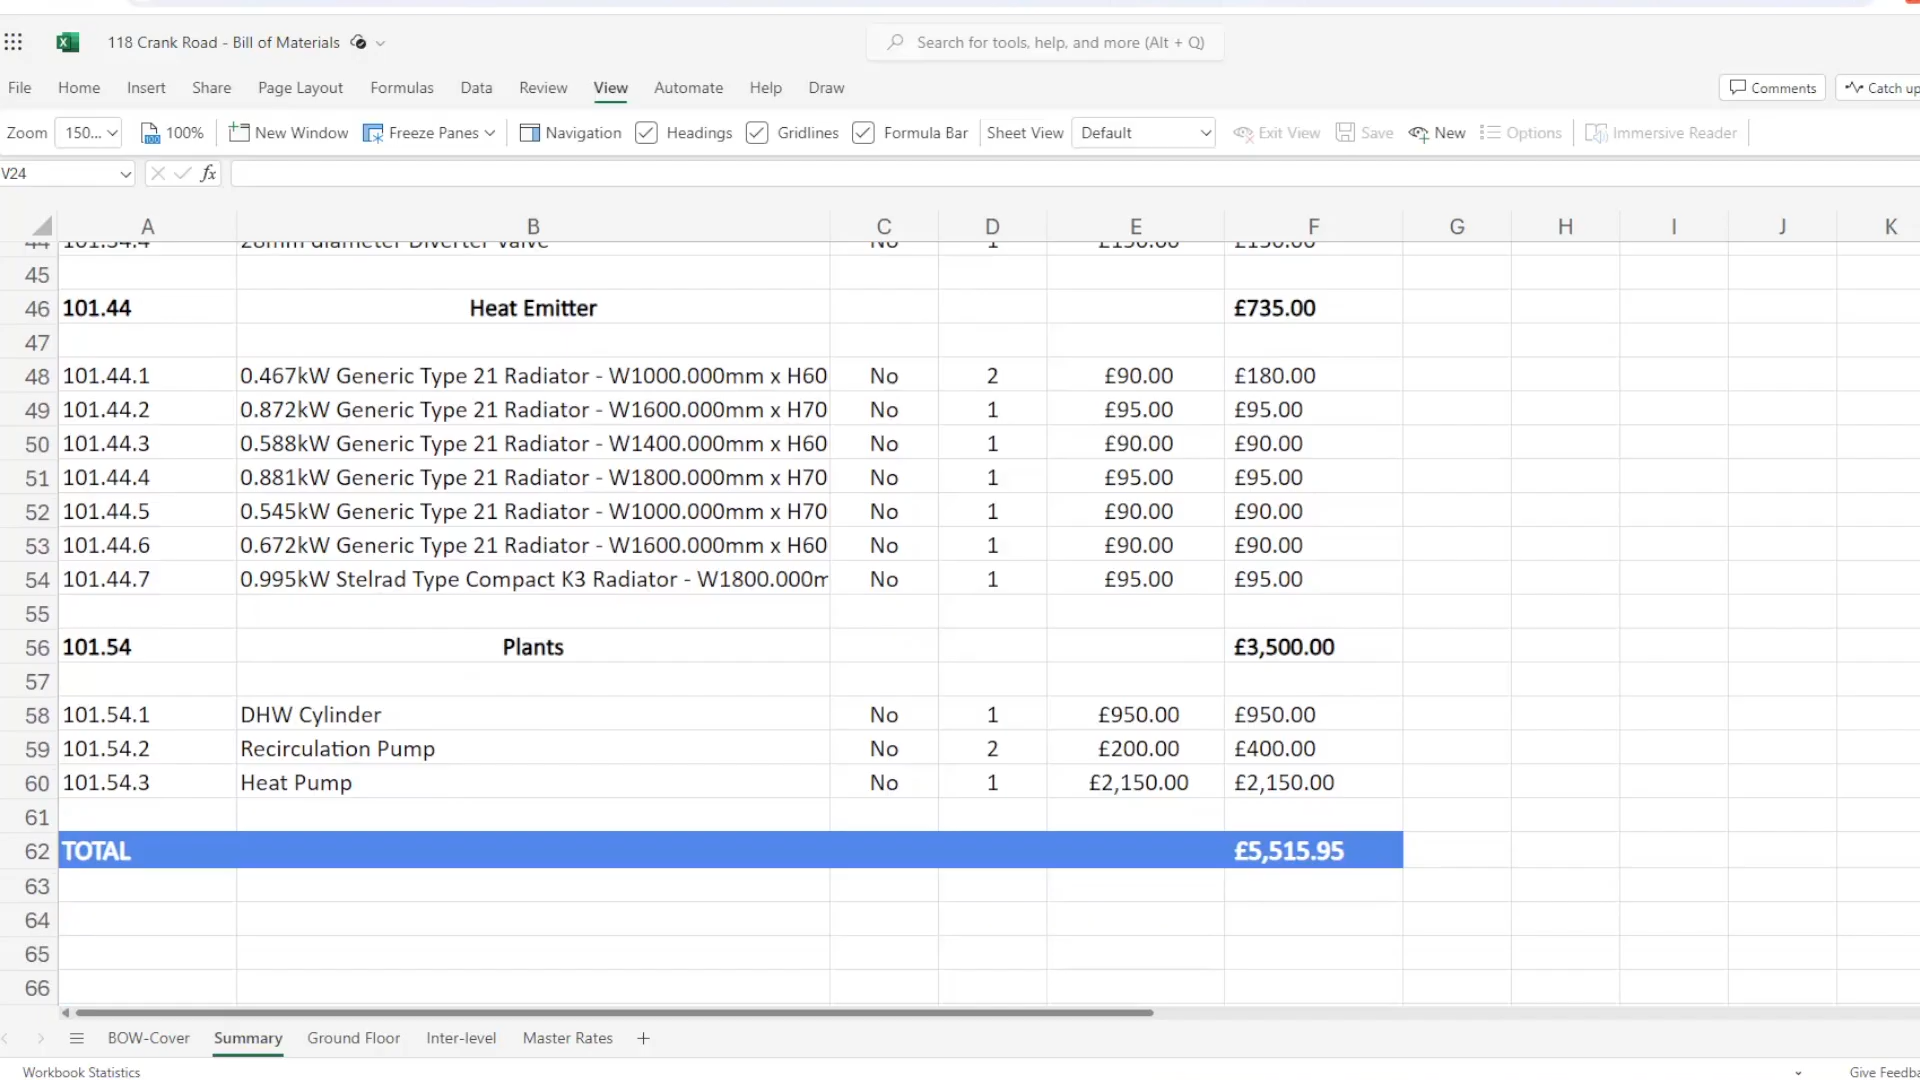 118 Crank Road - Bill of Materials
Search for tools, help, and more (Alt + Q)
File Home Insert Share Page Layout Formulas Data Review View Automate Help Draw
Comments Catch up
Zoom 150... 100% New Window Freeze Panes Navigation Headings Gridlines Formula Bar Sheet View Default Exit View Save New Options Immersive Reader
V24 fx
A B C D E F G H I J K
44 101.34.4 28mm diameter Diverter Valve No 1 £150.00 £150.00
45
46 101.44 Heat Emitter £735.00
47
48 101.44.1 0.467kW Generic Type 21 Radiator - W1000.000mm x H60 No 2 £90.00 £180.00
49 101.44.2 0.872kW Generic Type 21 Radiator - W1600.000mm x H70 No 1 £95.00 £95.00
50 101.44.3 0.588kW Generic Type 21 Radiator - W1400.000mm x H60 No 1 £90.00 £90.00
51 101.44.4 0.881kW Generic Type 21 Radiator - W1800.000mm x H70 No 1 £95.00 £95.00
52 101.44.5 0.545kW Generic Type 21 Radiator - W1000.000mm x H70 No 1 £90.00 £90.00
53 101.44.6 0.672kW Generic Type 21 Radiator - W1600.000mm x H60 No 1 £90.00 £90.00
54 101.44.7 0.995kW Stelrad Type Compact K3 Radiator - W1800.000m No 1 £95.00 £95.00
55
56 101.54 Plants £3,500.00
57
58 101.54.1 DHW Cylinder No 1 £950.00 £950.00
59 101.54.2 Recirculation Pump No 2 £200.00 £400.00
60 101.54.3 Heat Pump No 1 £2,150.00 £2,150.00
61
62 TOTAL £5,515.95
63
64
65
66
BOW-Cover Summary Ground Floor Inter-level Master Rates
Workbook Statistics Give Feedba